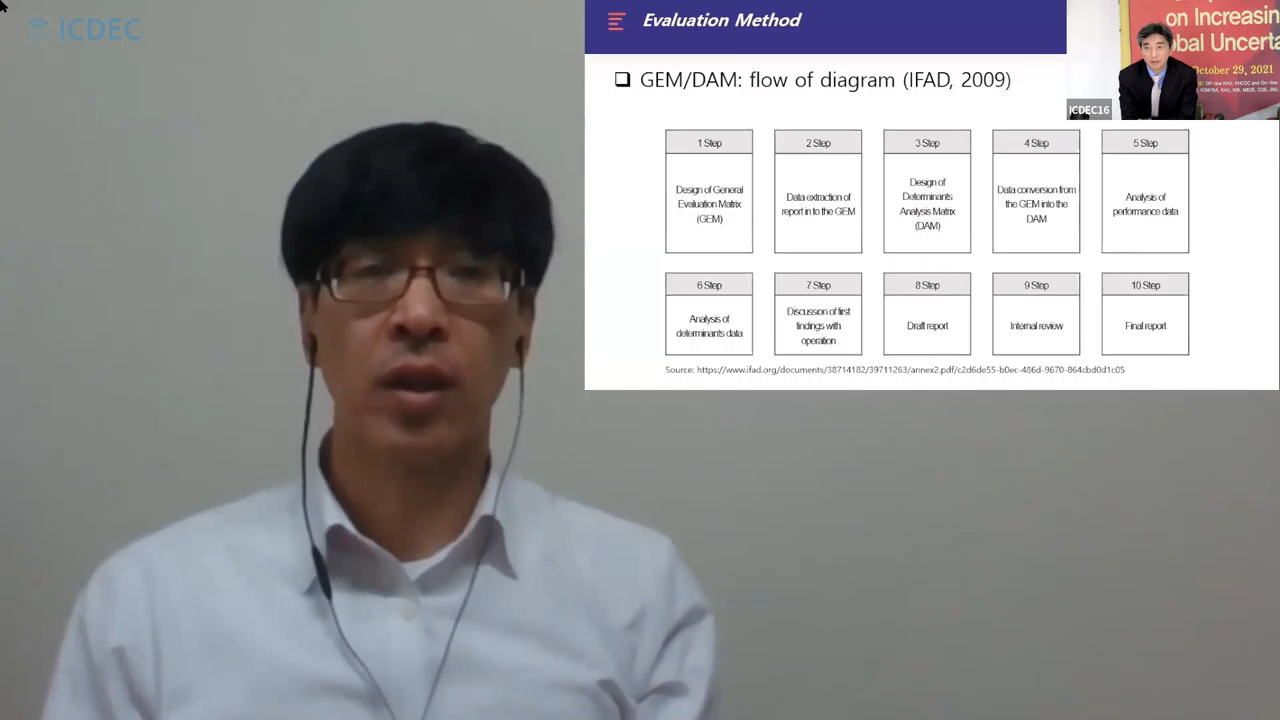 ICDEC
Evaluation Method
on Increasing
October 29, 2021
ICDEC16
GEM/DAM: flow of diagram (IFAD, 2009)
1 Step
Design of General
Evaluation Matrix
(GEM)
2 Step
Data extraction of
report in to the GEM
3 Step
Design of
Determinants
Analysis Matrix
(DAM)
4 Step
Data conversion from
the GEM into the
DAM
5 Step
Analysis of
performance data
6 Step
Analysis of
determinants data
7 Step
Discussion of first
findings with
operation
8 Step
Draft report
9 Step
Internal review
10 Step
Final report
Source: https://www.ifad.org/documents/38714182/39711263/annex2.pdf/c2d6de55-b0ec-486d-9670-864cbd0d1c05